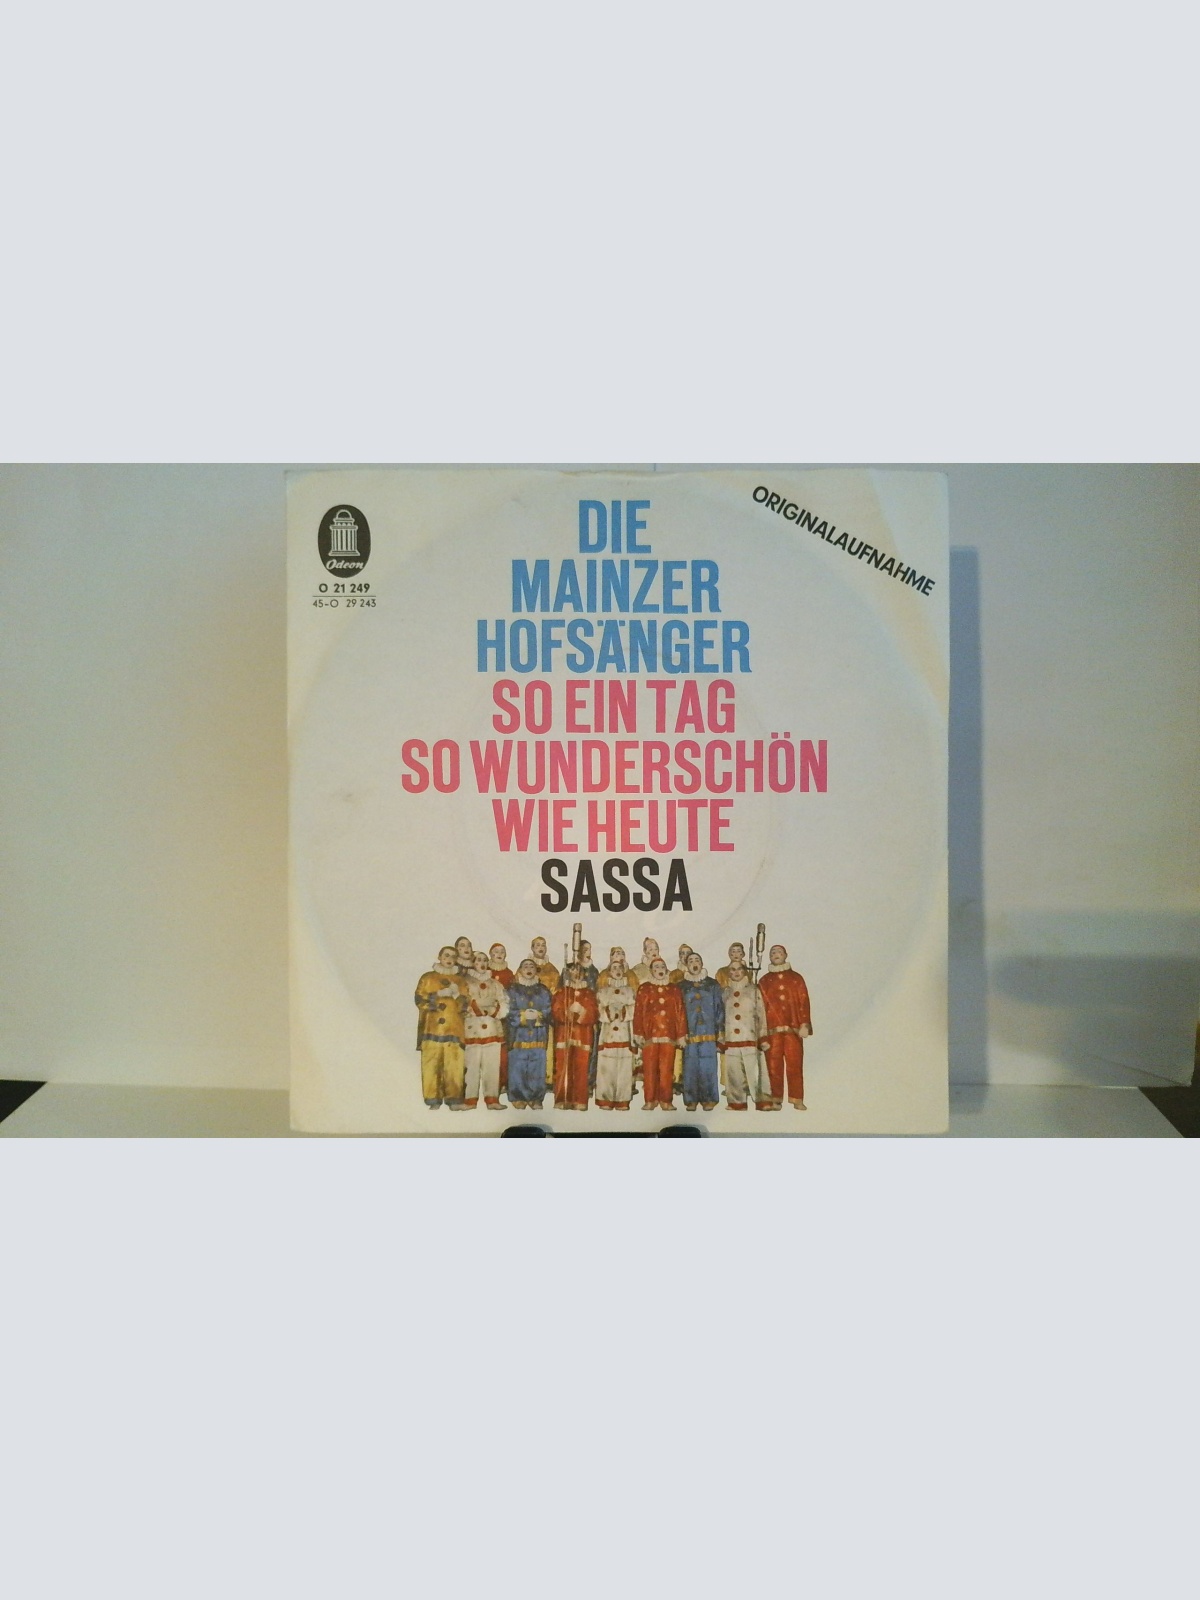 Odeon
O 21 249
45-O 29 243
ORIGINALAUFNAHME
DIE
MAINZER
HOFSÄNGER
SO EIN TAG
SO WUNDERSCHÖN
WIE HEUTE
SASSA